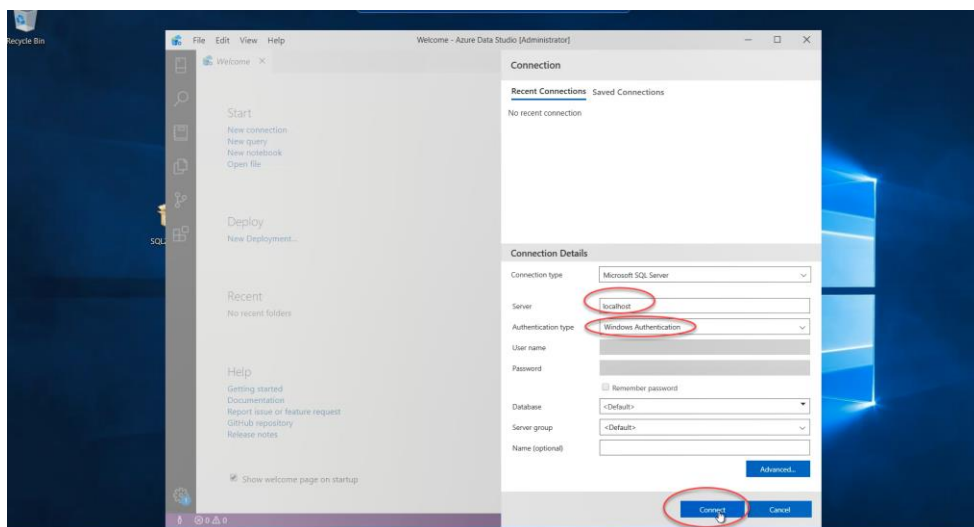 Recycle Bin
File Edit View Help
Welcome - Azure Data Studio [Administrator]
Welcome
Start
New connection
New query
New notebook
Open file
Deploy
New Deployment...
Recent
No recent folders
Help
Getting started
Documentation
Report issue or feature request
GitHub repository
Release notes
Show welcome page on startup
0 0
Connection
Recent Connections Saved Connections
No recent connection
Connection Details
Connection type Microsoft SQL Server
Server localhost
Authentication type Windows Authentication
User name
Password
Remember password
Database <Default>
Server group <Default>
Name (optional)
Advanced...
Connect Cancel